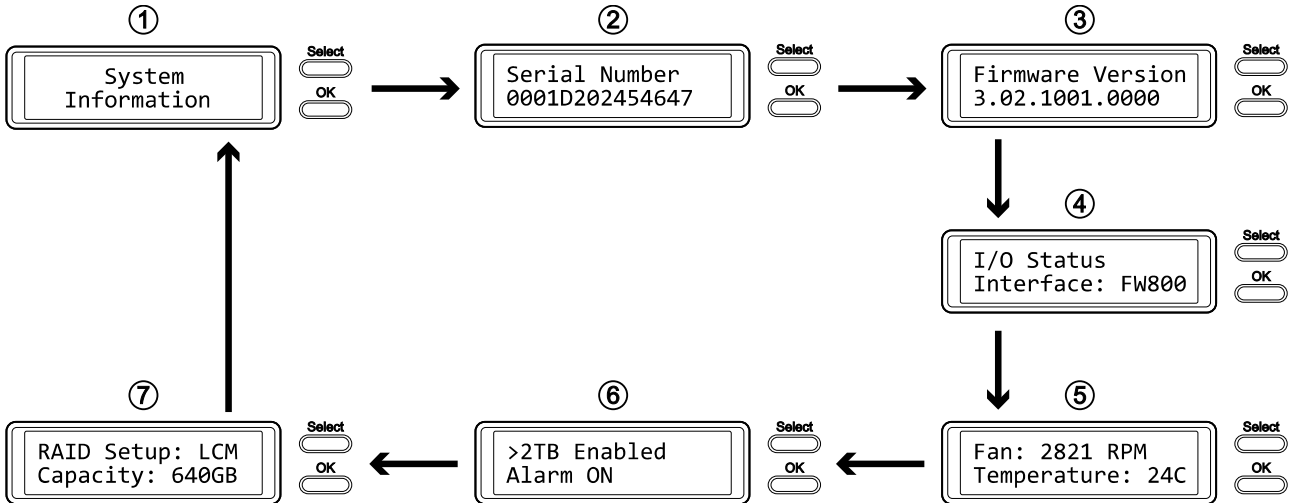 ①
System
Information
Select
OK
②
Serial Number
0001D202454647
Select
OK
③
Firmware Version
3.02.1001.0000
Select
OK
④
I/O Status
Interface: FW800
Select
OK
⑤
Fan: 2821 RPM
Temperature: 24C
Select
OK
⑥
>2TB Enabled
Alarm ON
Select
OK
⑦
RAID Setup: LCM
Capacity: 640GB
Select
OK